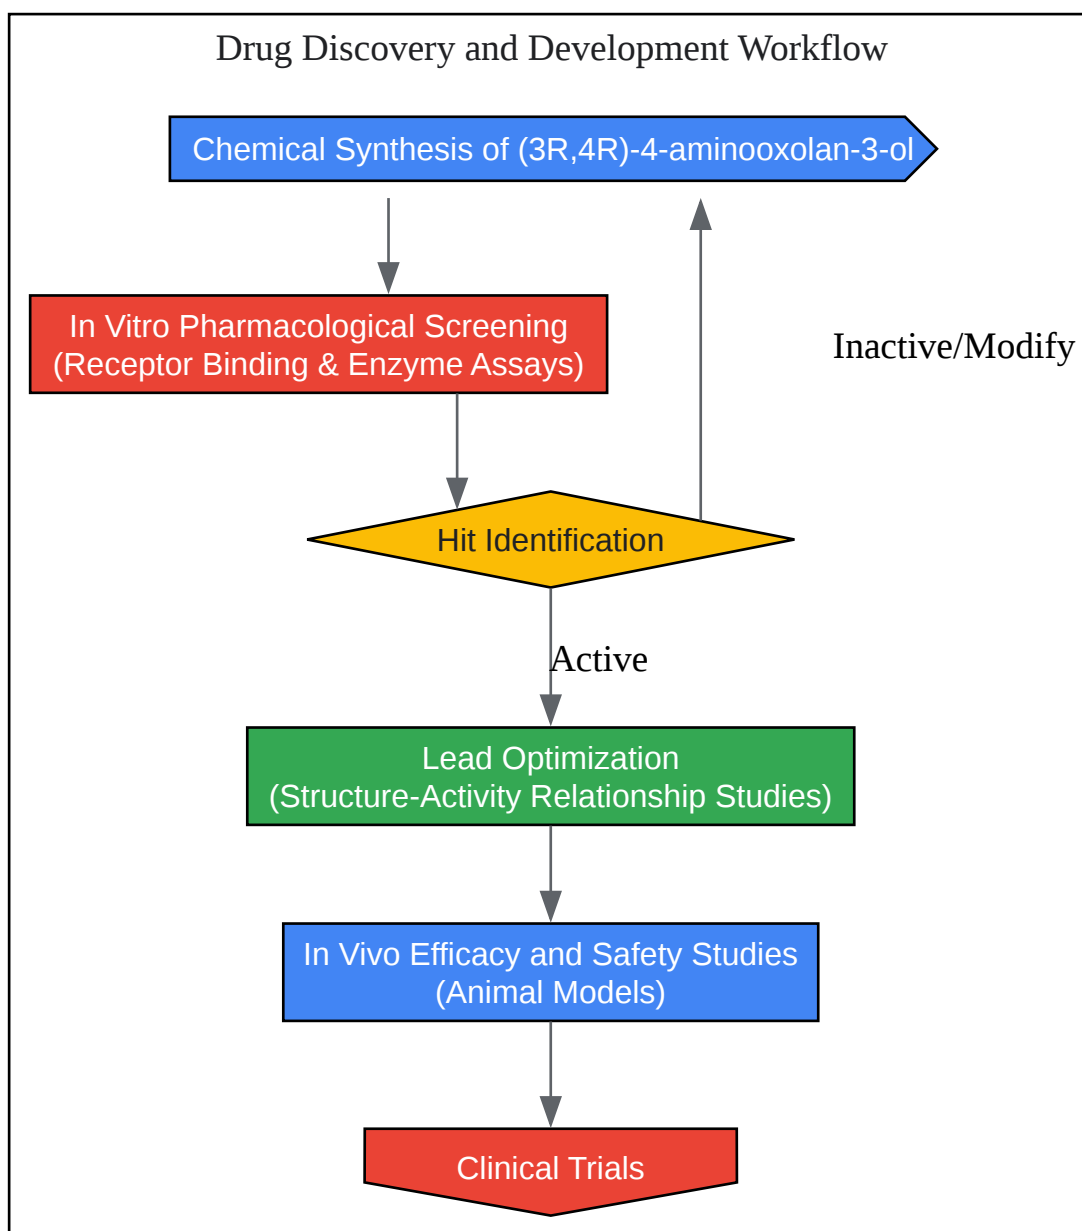 Drug Discovery and Development Workflow
Chemical Synthesis of (3R,4R)-4-aminooxolan-3-ol
In Vitro Pharmacological Screening
(Receptor Binding & Enzyme Assays)
Inactive/Modify
Hit Identification
Active
Lead Optimization
(Structure-Activity Relationship Studies)
In Vivo Efficacy and Safety Studies
(Animal Models)
Clinical Trials